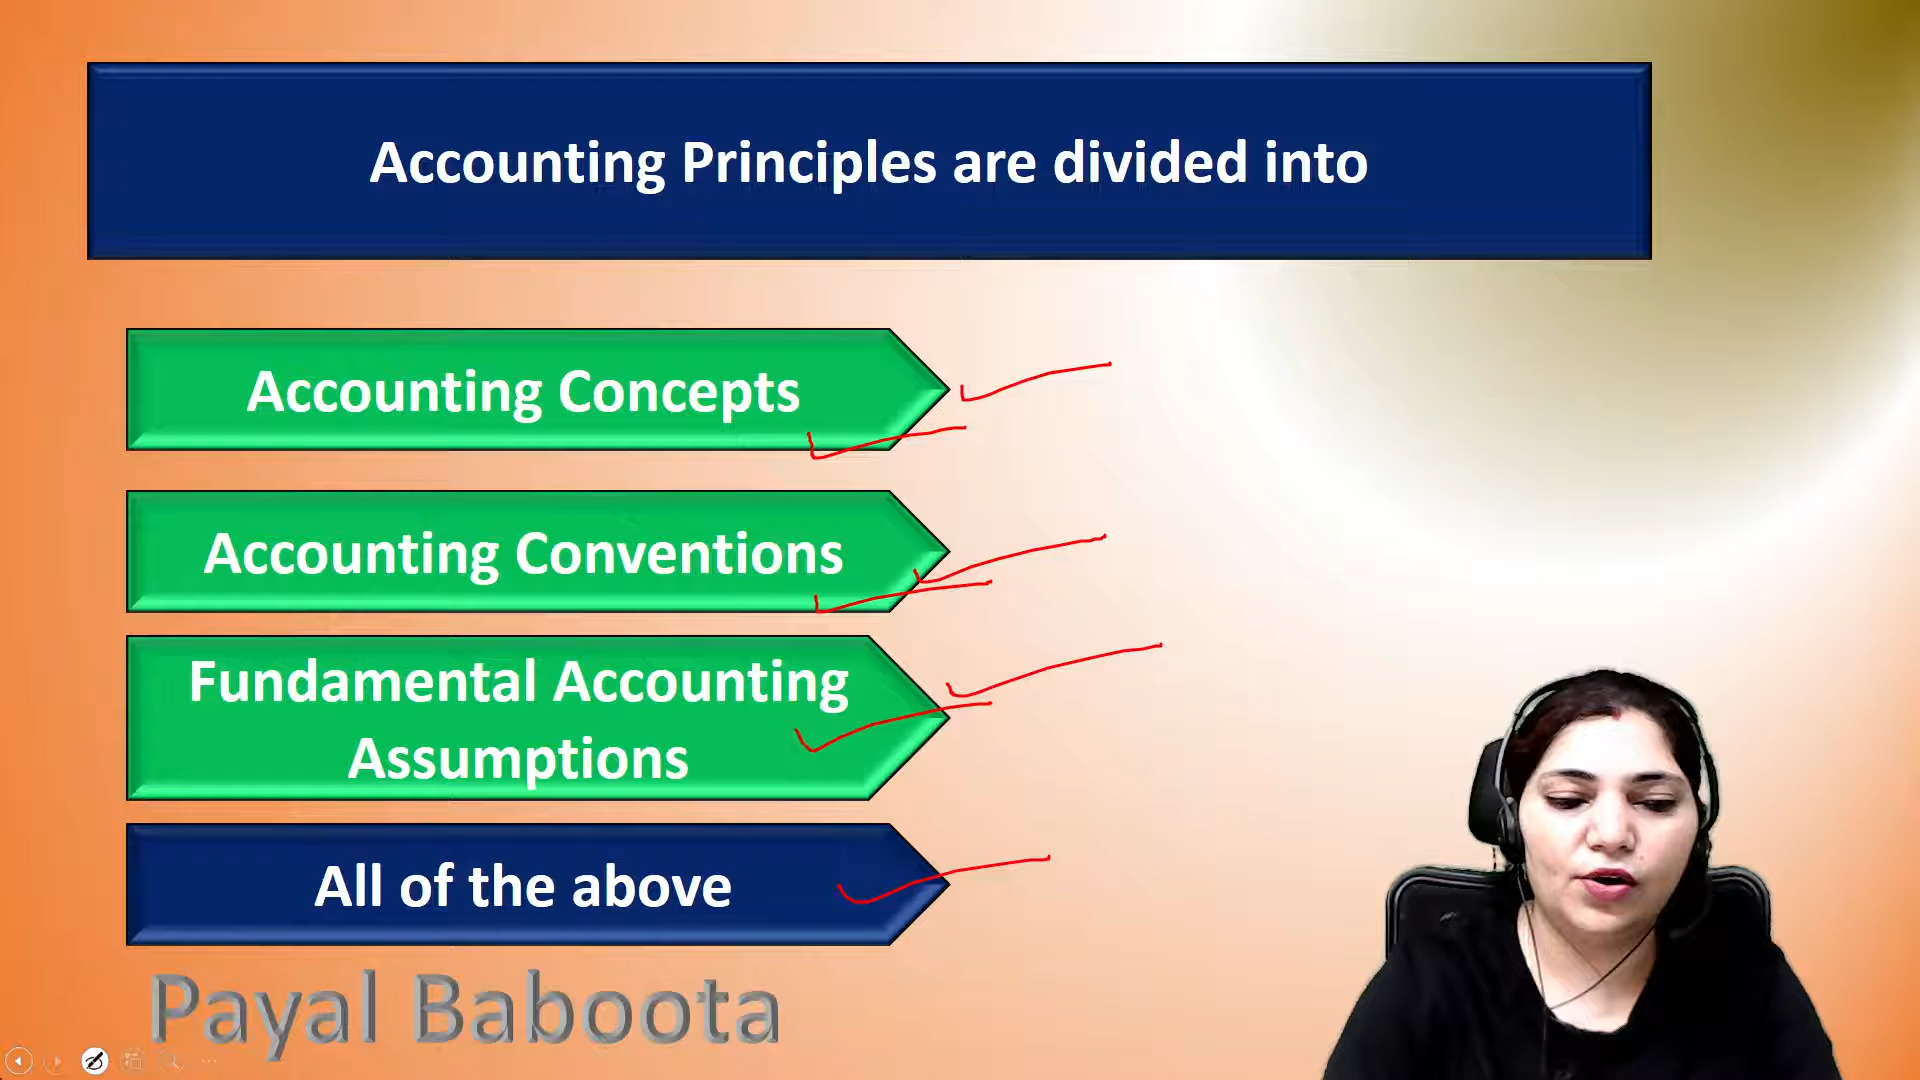 Accounting Principles are divided into
Accounting Concepts
Accounting Conventions
Fundamental Accounting
Assumptions
All of the above
Payal Baboota